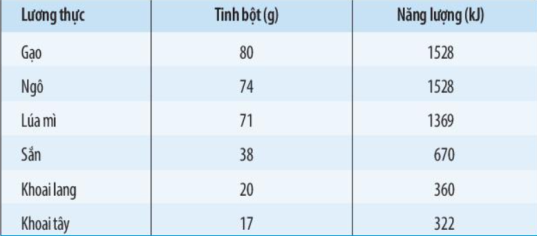 Lương thực Tinh bột (g) Năng lượng (kJ)
Gạo 80 1528
Ngô 74 1528
Lúa mì 71 1369
Sắn 38 670
Khoai lang 20 360
Khoai tây 17 322